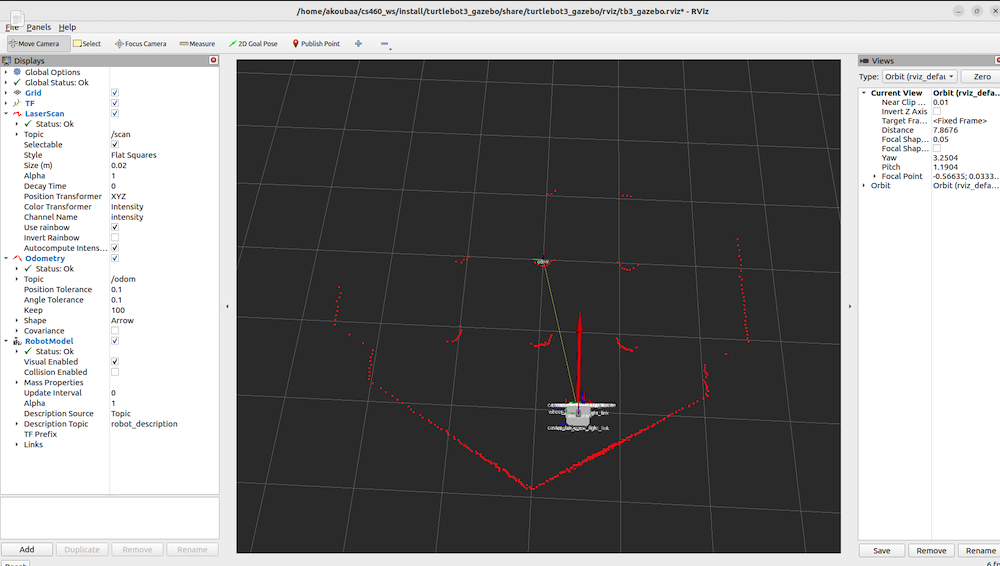 /home/akoubaa/cs460_ws/install/turtlebot3_gazebo/share/turtlebot3_gazebo/rviz/tb3_gazebo.rviz* - RViz
File Panels Help
Move Camera Select Focus Camera Measure 2D Goal Pose Publish Point
Displays
Global Options
Global Status: Ok
Grid
TF
LaserScan
Status: Ok
Topic /scan
Selectable
Style Flat Squares
Size (m) 0.02
Alpha 1
Decay Time 0
Position Transformer XYZ
Color Transformer Intensity
Channel Name intensity
Use rainbow
Invert Rainbow
Autocompute Intens...
Odometry
Status: Ok
Topic /odom
Position Tolerance 0.1
Angle Tolerance 0.1
Keep 100
Shape Arrow
Covariance
RobotModel
Status: Ok
Visual Enabled
Collision Enabled
Mass Properties
Update Interval 0
Alpha 1
Description Source Topic
Description Topic robot_description
TF Prefix
Links
Add Duplicate Remove Rename
Reset
Views
Type: Orbit (rviz_defau Zero
Current View Orbit (rviz_defa...
Near Clip ... 0.01
Invert Z Axis
Target Fra... <Fixed Frame>
Distance 7.8676
Focal Shap... 0.05
Focal Shap...
Yaw 3.2504
Pitch 1.1904
Focal Point -0.56635; 0.0333...
Orbit Orbit (rviz_defa...
Save Remove Rename